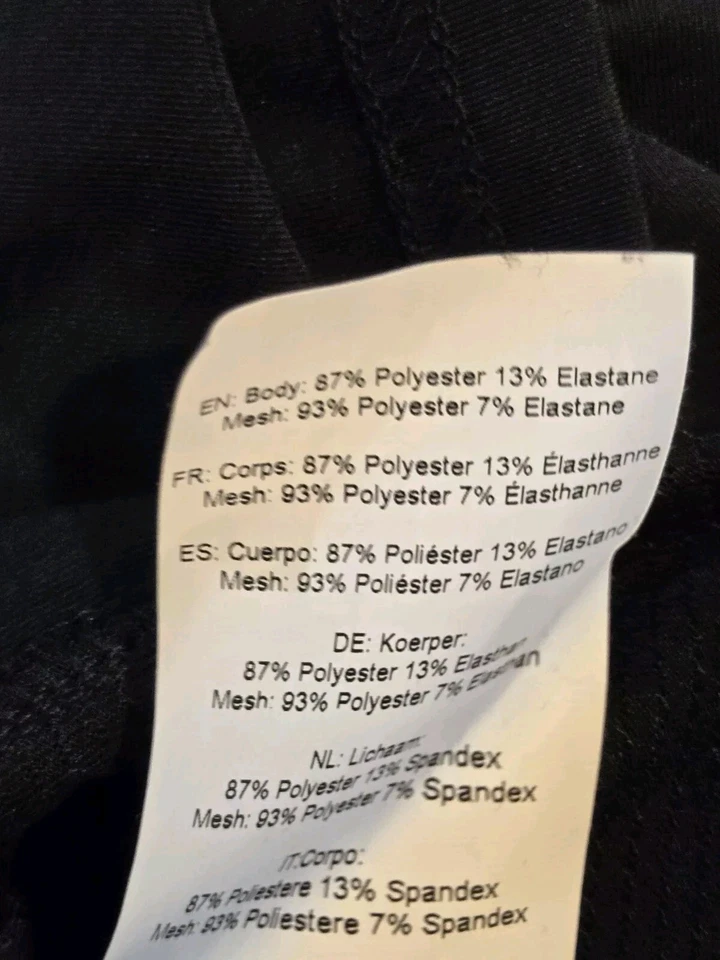 EN: Body: 87% Polyester 13% Elastane
Mesh: 93% Polyester 7% Elastane
FR: Corps: 87% Polyester 13% Élasthanne
Mesh: 93% Polyester 7% Élasthanne
ES: Cuerpo: 87% Poliéster 13% Elastano
Mesh: 93% Poliéster 7% Elastano
DE: Koerper:
87% Polyester 13% Elasthan
Mesh: 93% Polyester 7% Elasthan
NL: Lichaam:
87% Polyester 13% Spandex
Mesh: 93% Polyester 7% Spandex
IT:Corpo:
87% Poliestere 13% Spandex
Mesh: 93% Poliestere 7% Spandex